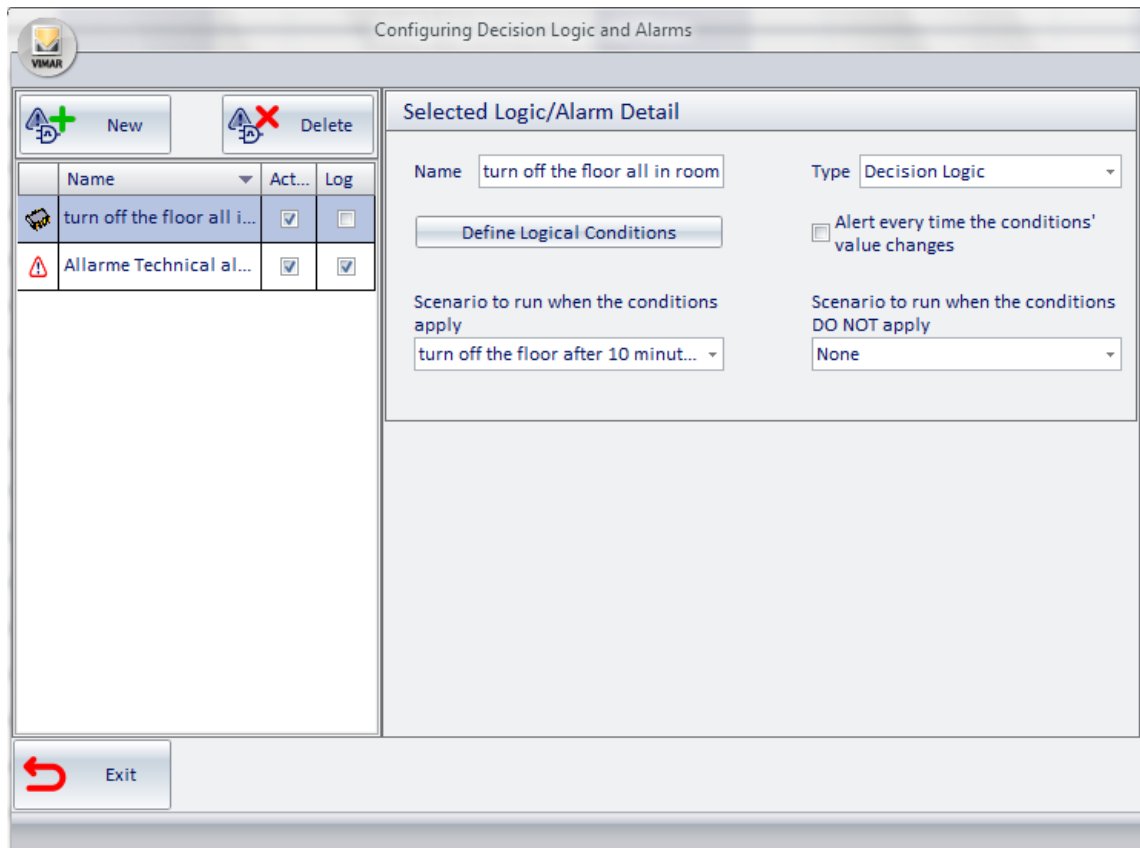 Configuring Decision Logic and Alarms
VIMAR
New
Delete
Name
Act...
Log
turn off the floor all i...
Allarme Technical al...
Selected Logic/Alarm Detail
Name
turn off the floor all in room
Type
Decision Logic
Define Logical Conditions
Alert every time the conditions'
value changes
Scenario to run when the conditions
apply
turn off the floor after 10 minut...
Scenario to run when the conditions
DO NOT apply
None
Exit